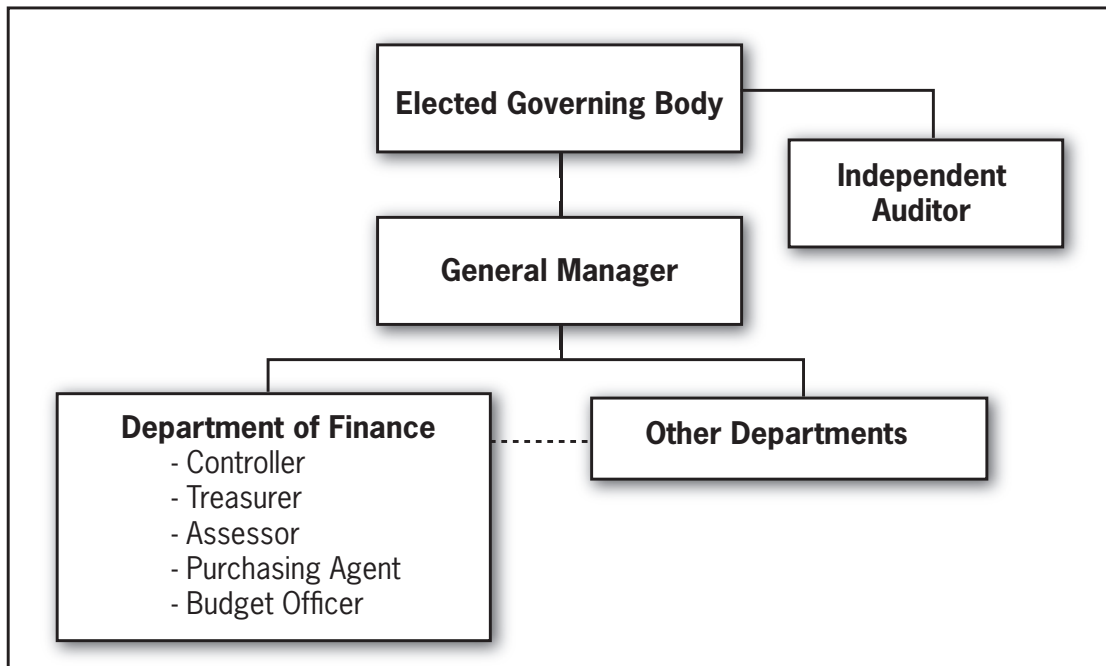 Elected Governing Body
Independent
Auditor
General Manager
Department of Finance
- Controller
- Treasurer
- Assessor
- Purchasing Agent
- Budget Officer
Other Departments